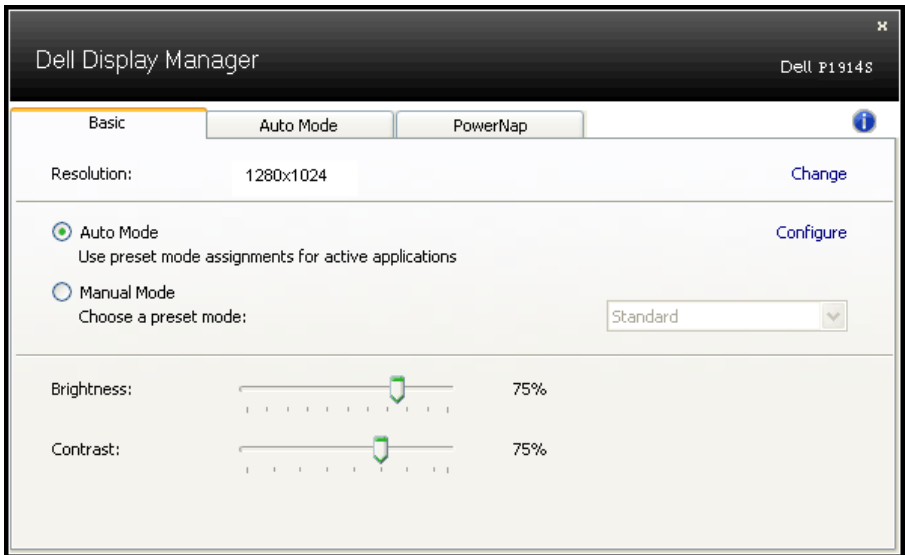 Dell Display Manager
Dell P1914S
Basic
Auto Mode
PowerNap
Resolution:
1280x1024
Change
Auto Mode
Configure
Use preset mode assignments for active applications
Manual Mode
Choose a preset mode:
Standard
Brightness:
75%
Contrast:
75%